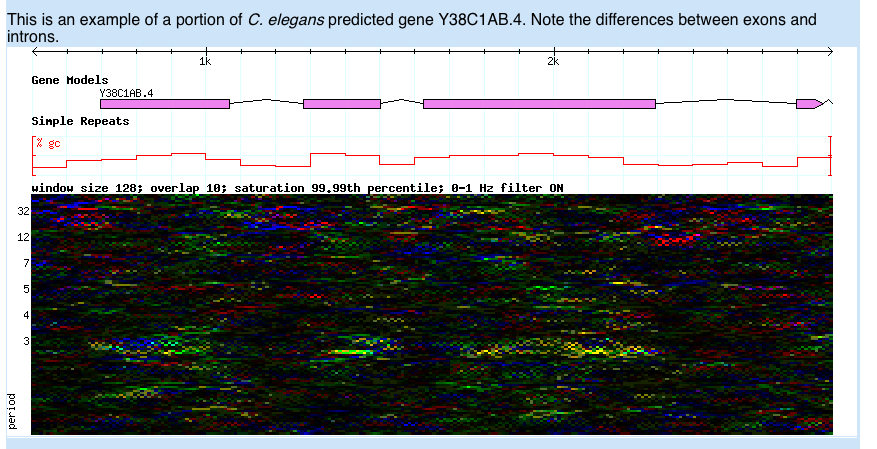 This is an example of a portion of C. elegans predicted gene Y38C1AB.4. Note the differences between exons and
introns.
1k 2k
Gene Models
Y38C1AB.4
Simple Repeats
% gc
window size 128; overlap 10; saturation 99.99th percentile; 0-1 Hz filter ON
32
12
7
5
4
3
period